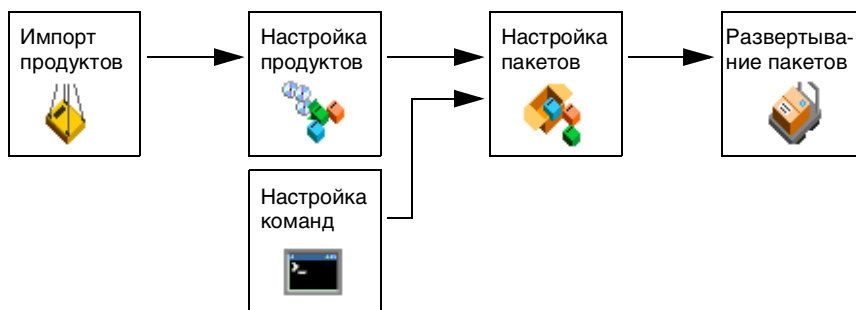 Импорт
продуктов
Настройка
продуктов
Настройка
пакетов
Развертыва-
ние пакетов
Настройка
команд